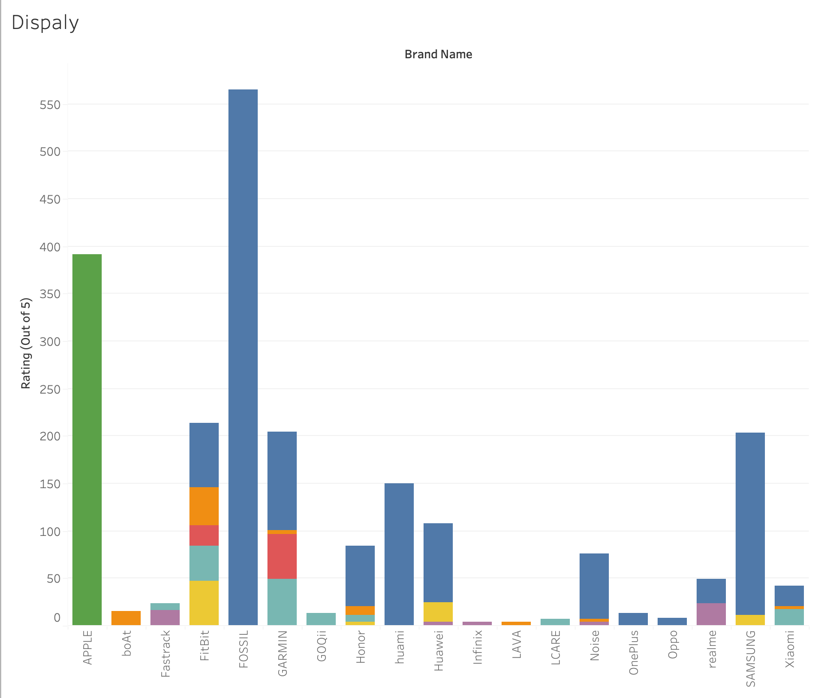 Dispaly
Brand Name
Rating (Out of 5)
550
500
450
400
350
300
250
200
150
100
50
0
APPLE
boAt
Fastrack
FitBit
FOSSIL
GARMIN
GOQii
Honor
huami
Huawei
Infinix
LAVA
LCARE
Noise
OnePlus
Oppo
realme
SAMSUNG
Xiaomi